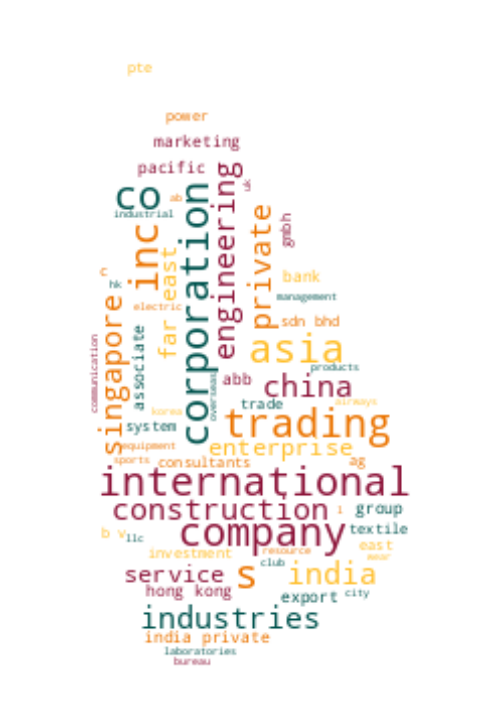 pte
power
marketing
pacific
uk
co
ab
industrial
corporation
engineering
inc
private
gmbh
far east
c
hk
bank
management
singapore
electric
sdn bhd
associate
communication
asia
products
abb
china
overseas
korea
trade
airways
trading
system
equipment
enterprise
sports
consultants
ag
international
construction
i
group
b v
llc
company
textile
investment
resource
east
wear
club
service
s
india
hong kong
export
city
industries
india private
laboratories
bureau